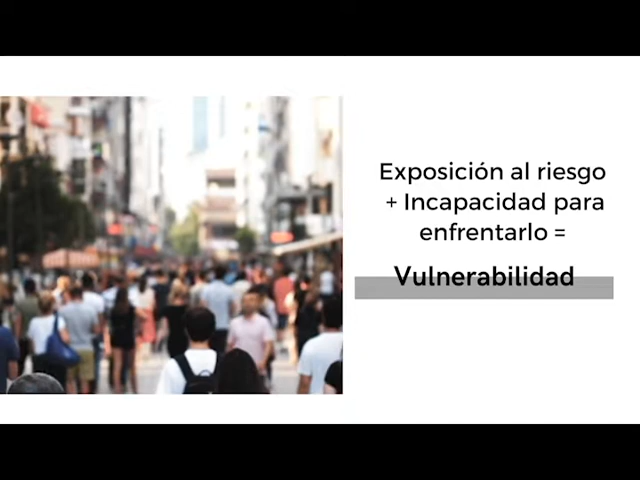 Exposición al riesgo
+ Incapacidad para
enfrentarlo =
Vulnerabilidad